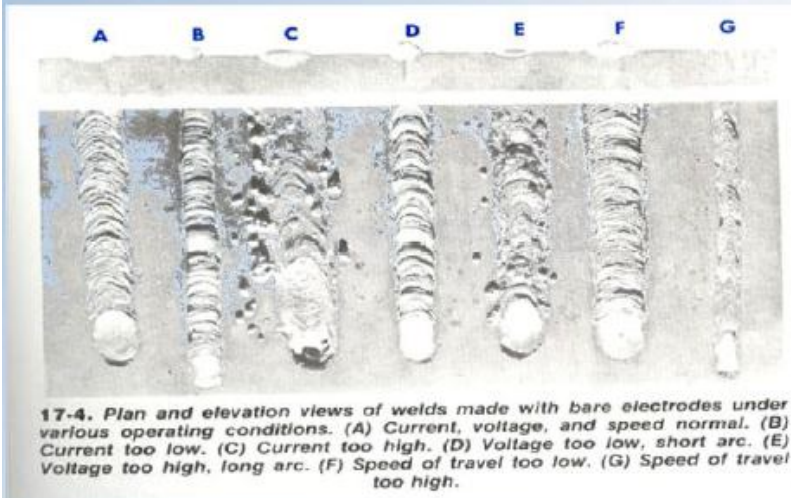 A B C D E F G
17-4. Plan and elevation views of welds made with bare electrodes under
various operating conditions. (A) Current, voltage, and speed normal. (B)
Current too low. (C) Current too high. (D) Voltage too low, short arc. (E)
Voltage too high, long arc. (F) Speed of travel too low. (G) Speed of travel
too high.